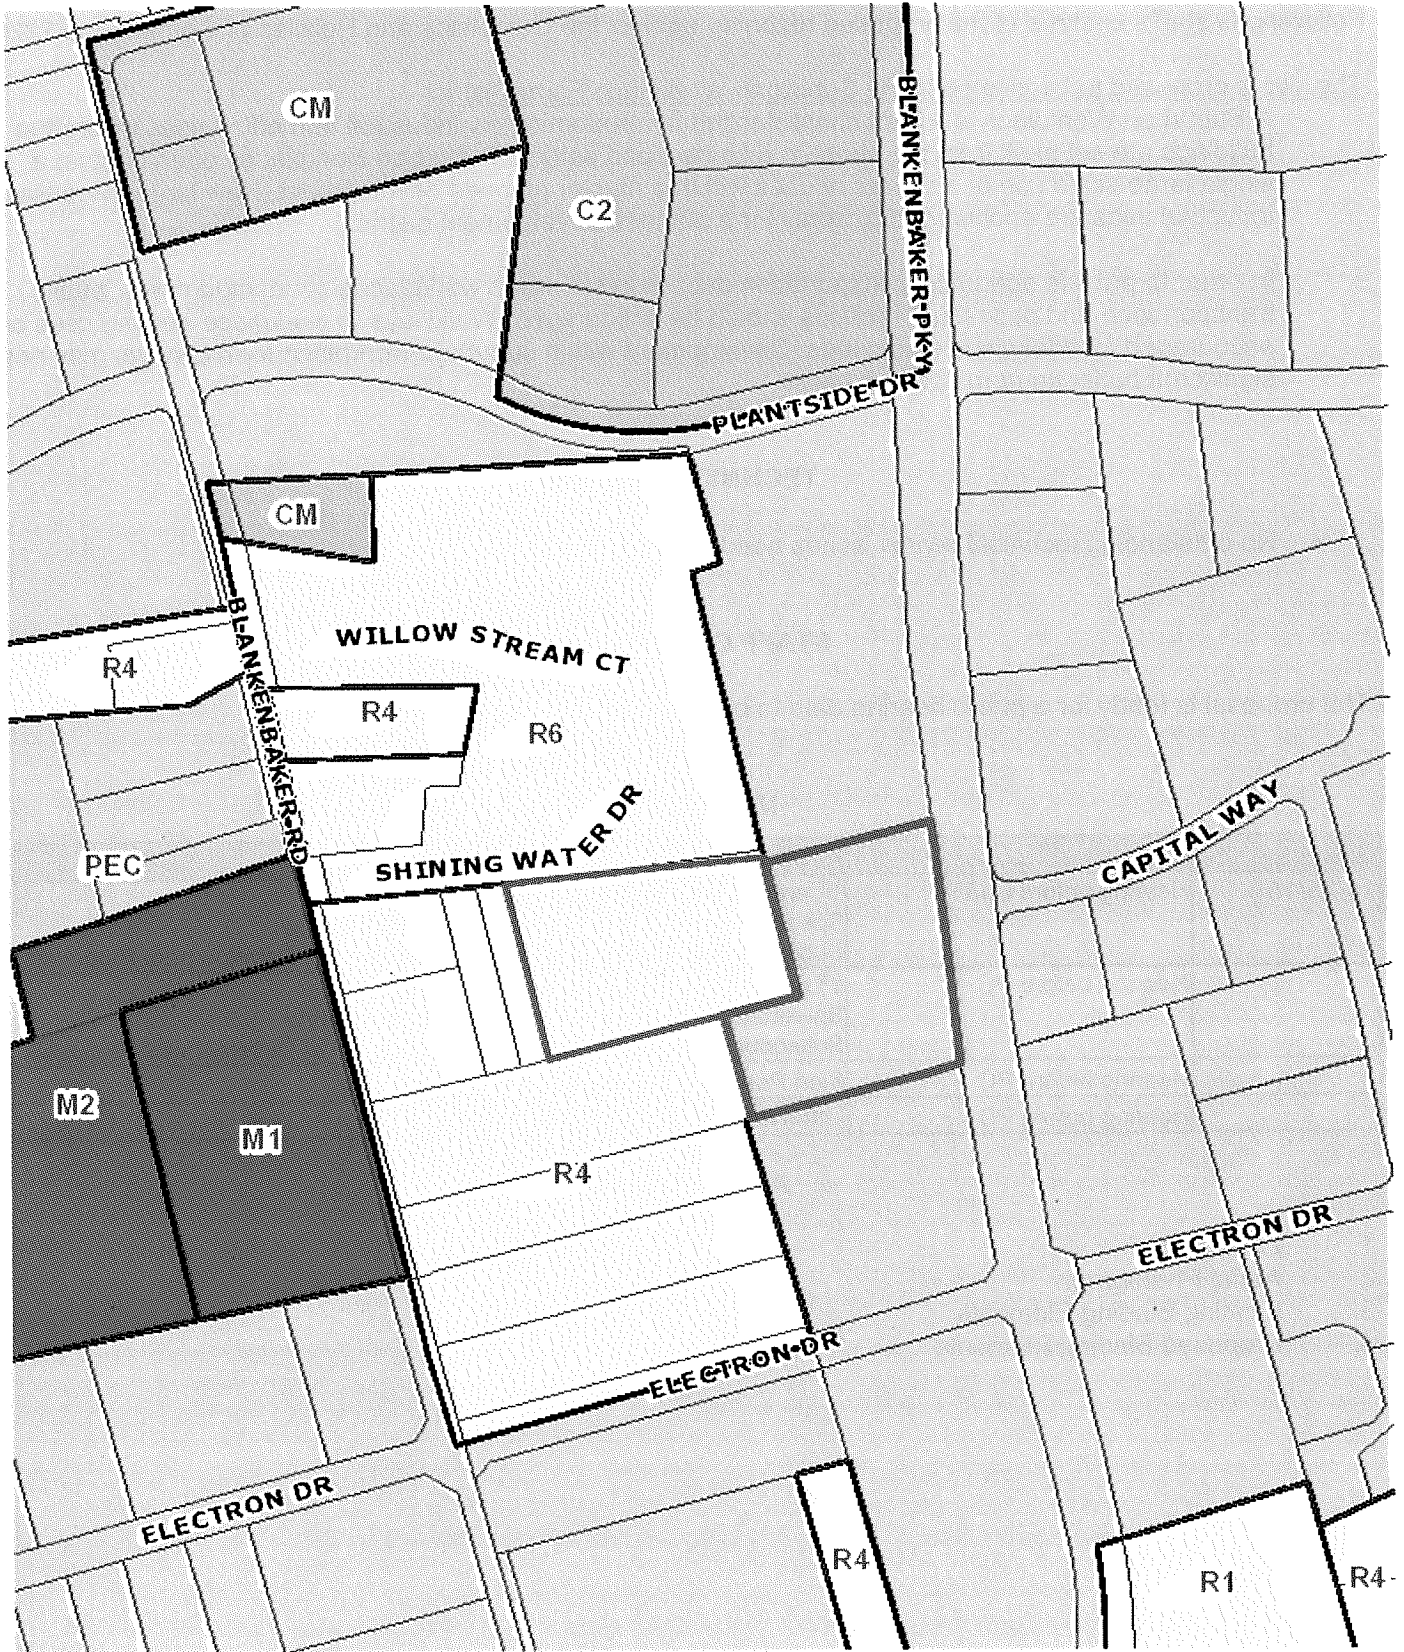 CM
C2
BLANKENBAKER PKY
PLANTSIDE DR
CM
BLANKENBAKER RD
R4
WILLOW STREAM CT
R4
R6
SHINING WATER DR
CAPITAL WAY
PEC
M2
M1
R4
ELECTRON DR
ELECTRON DR
ELECTRON DR
R4
R1
R4